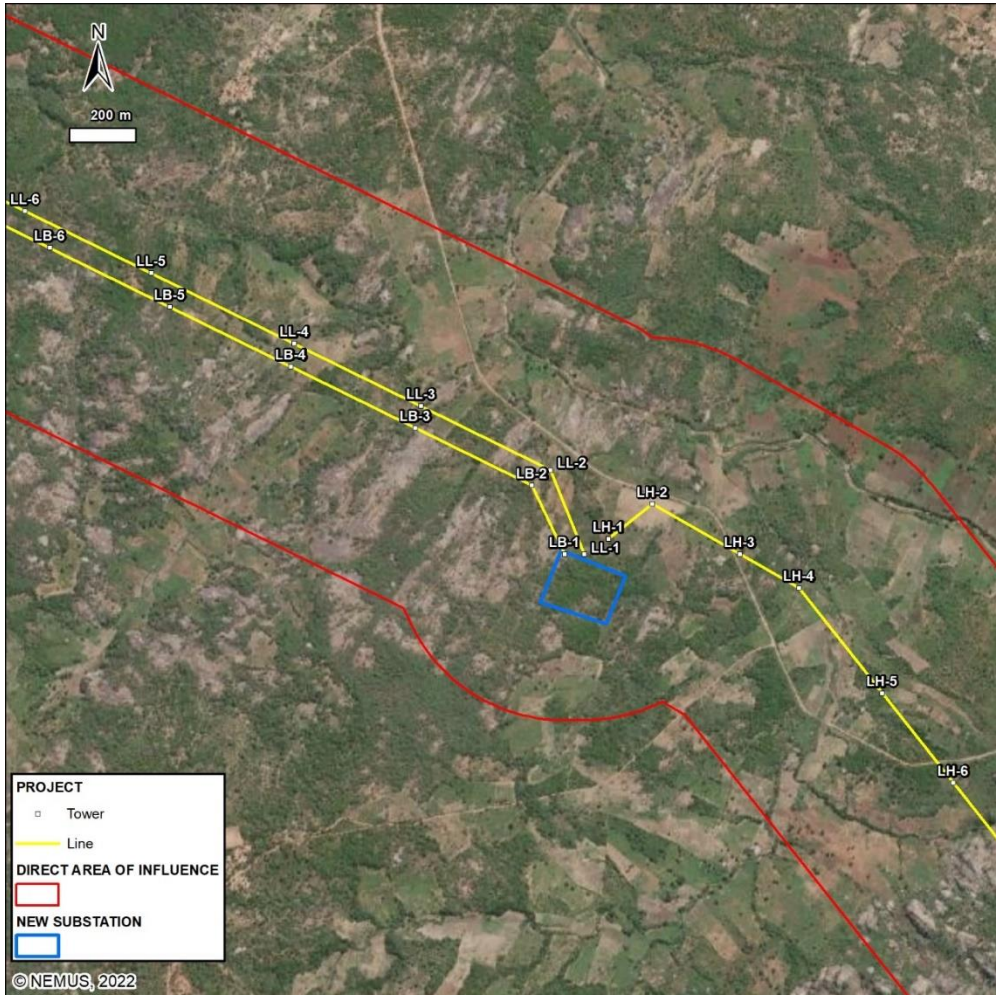 N
200 m
LL-6
LB-6
LL-5
LB-5
LL-4
LB-4
LL-3
LB-3
LL-2
LB-2
LH-2
LH-1
LB-1
LL-1
LH-3
LH-4
LH-5
LH-6
PROJECT
Tower
Line
DIRECT AREA OF INFLUENCE
NEW SUBSTATION
© NEMUS, 2022